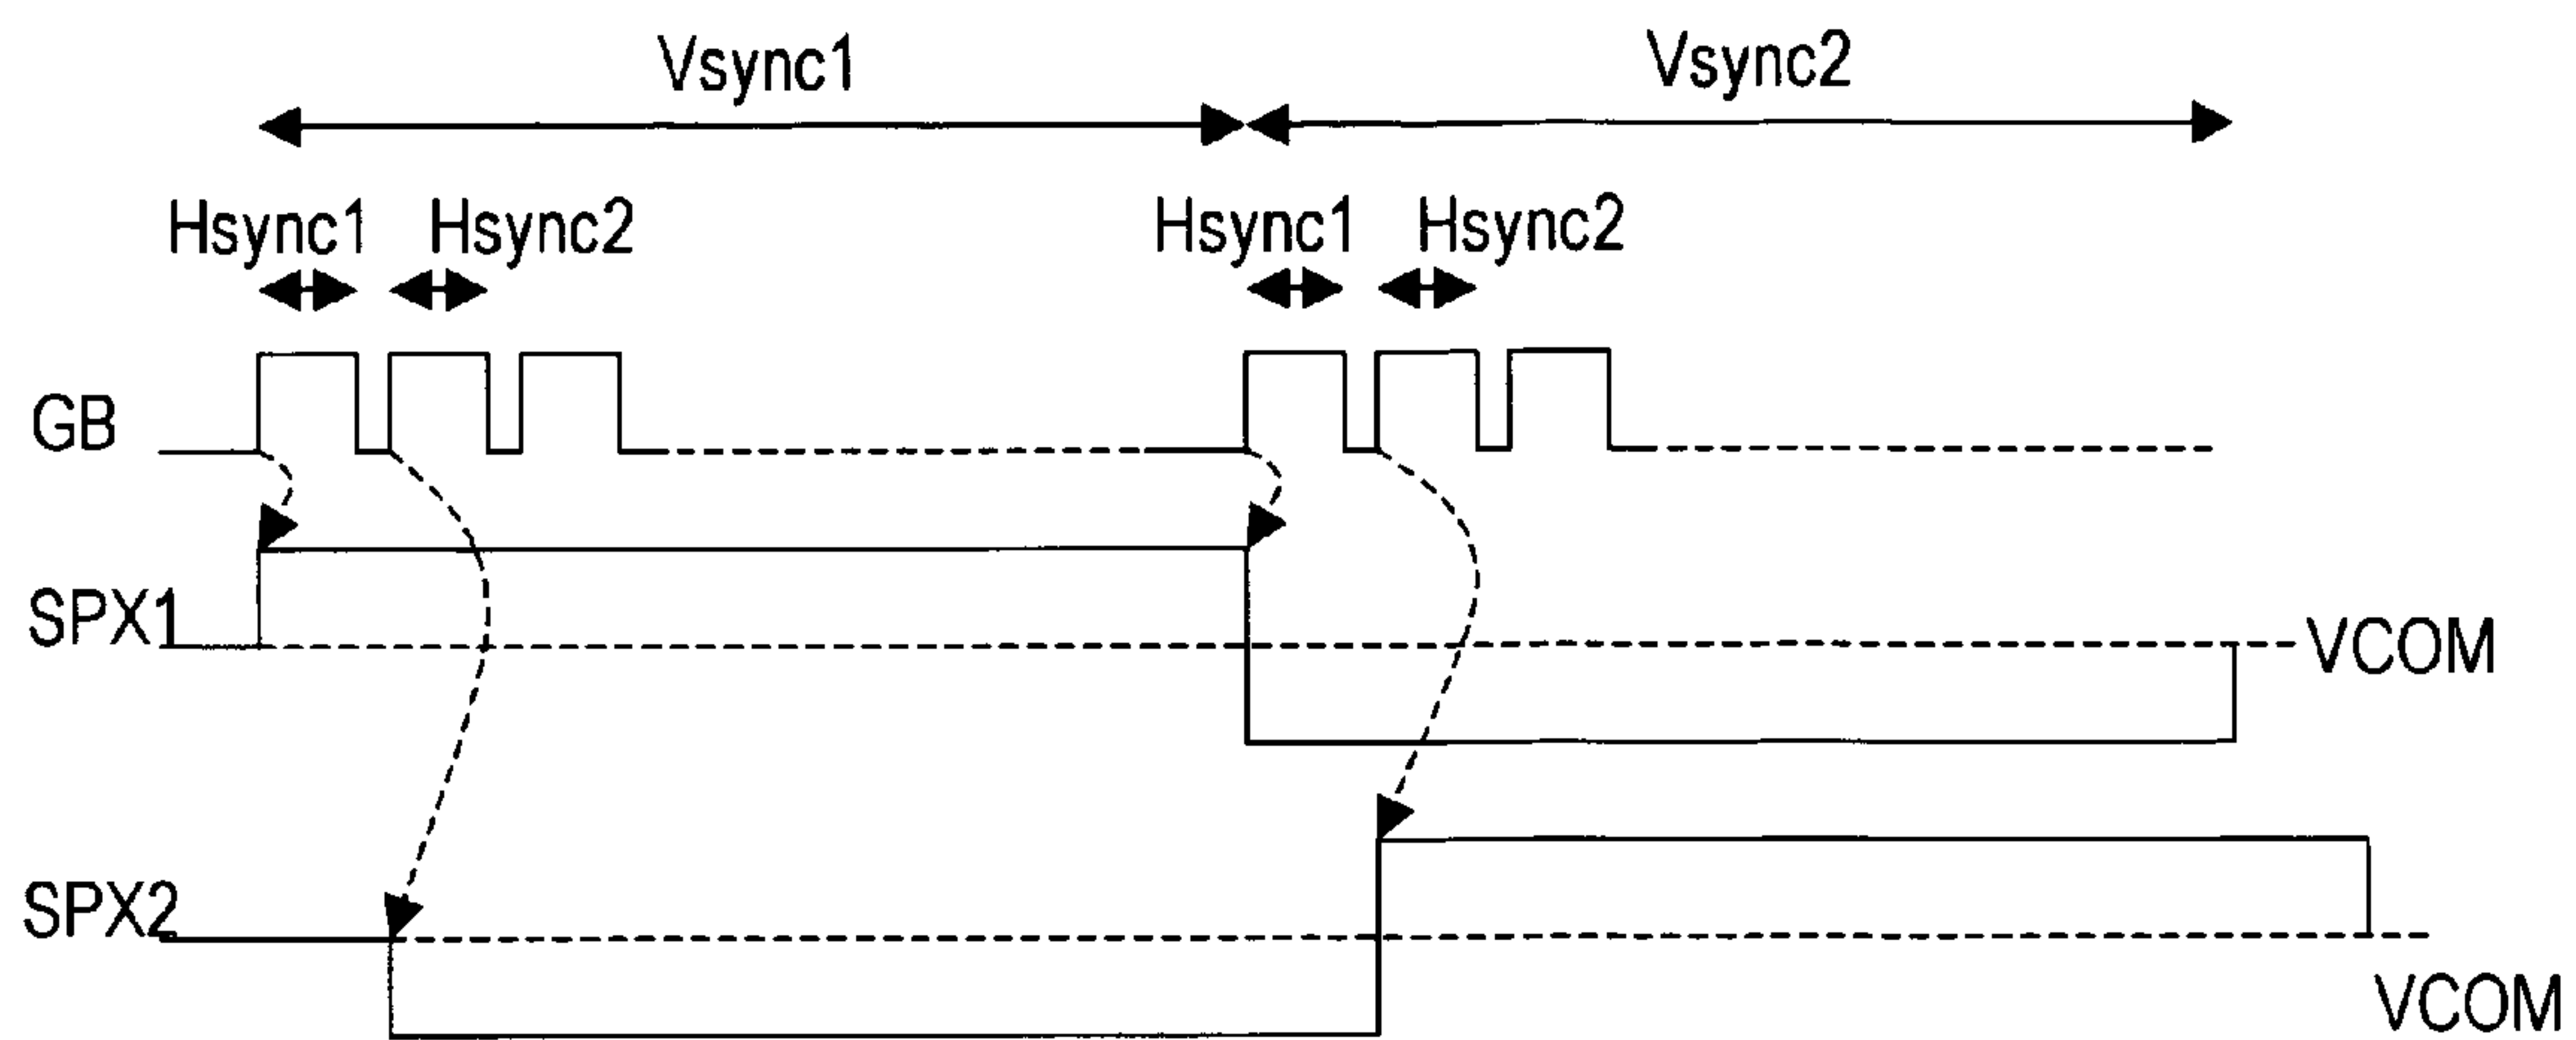 Vsync1 Vsync2
Hsync1 Hsync2 Hsync1 Hsync2
GB
SPX1 VCOM
SPX2
VCOM